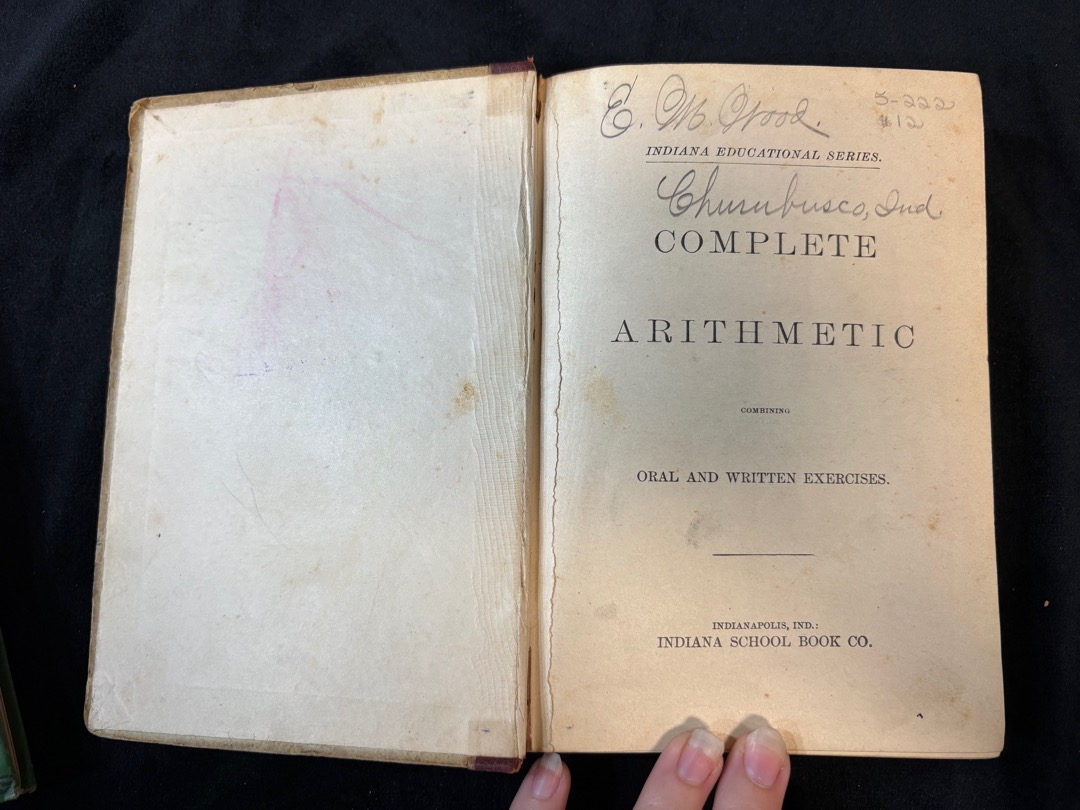 E. M. Wood.
5-222
$12
INDIANA EDUCATIONAL SERIES.
Churubusco, Ind.
COMPLETE
ARITHMETIC
COMBINING
ORAL AND WRITTEN EXERCISES.
INDIANAPOLIS, IND.:
INDIANA SCHOOL BOOK CO.